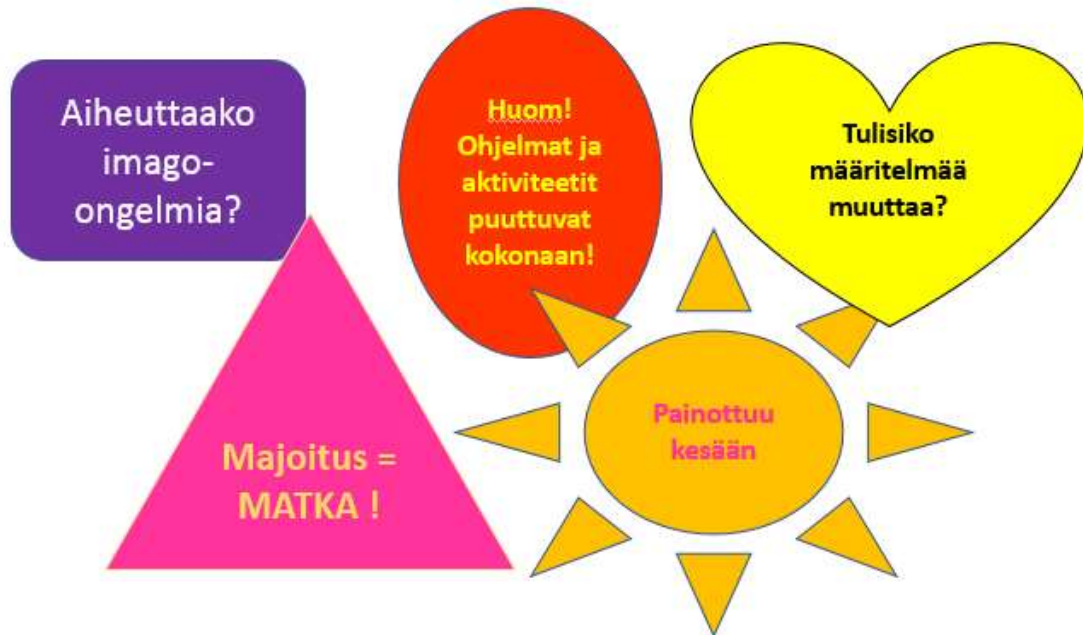 Aiheuttaako
imago-
ongelmia?
Huom!
Ohjelmat ja
aktiviteetit
puuttuvat
kokonaan!
Tulisiko
määritelmää
muuttaa?
Majoitus =
MATKA !
Painottuu
kesään